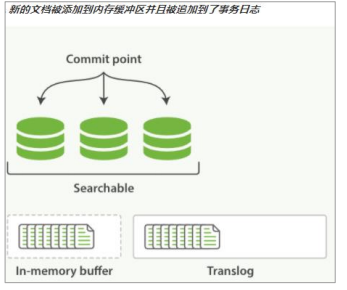 新的文档被添加到内存缓冲区并且被追加到了事务日志
Commit point
Searchable
In-memory buffer
Translog